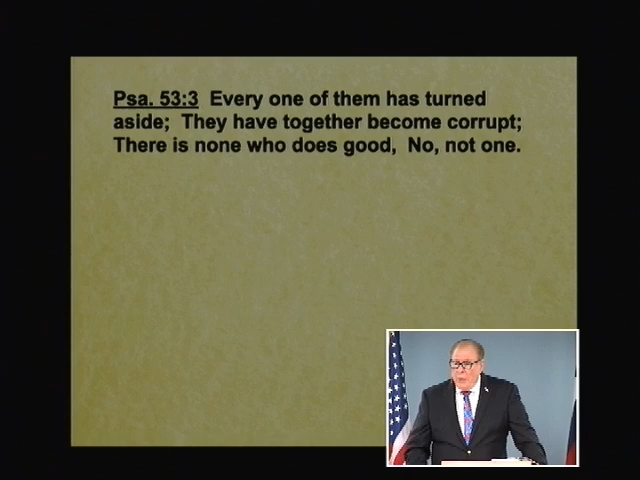 Psa. 53:3  Every one of them has turned
aside;  They have together become corrupt;
There is none who does good,  No, not one.